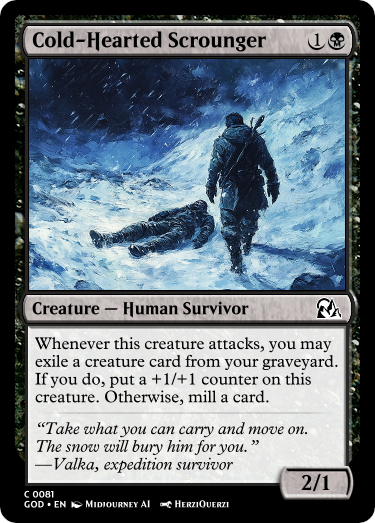 Cold-Hearted Scrounger 1
Creature — Human Survivor
Whenever this creature attacks, you may
exile a creature card from your graveyard.
If you do, put a +1/+1 counter on this
creature. Otherwise, mill a card.
“Take what you can carry and move on.
The snow will bury him for you.”
—Valka, expedition survivor
2/1
C 0081
GOD • EN Midjourney AI HerziQuerzi